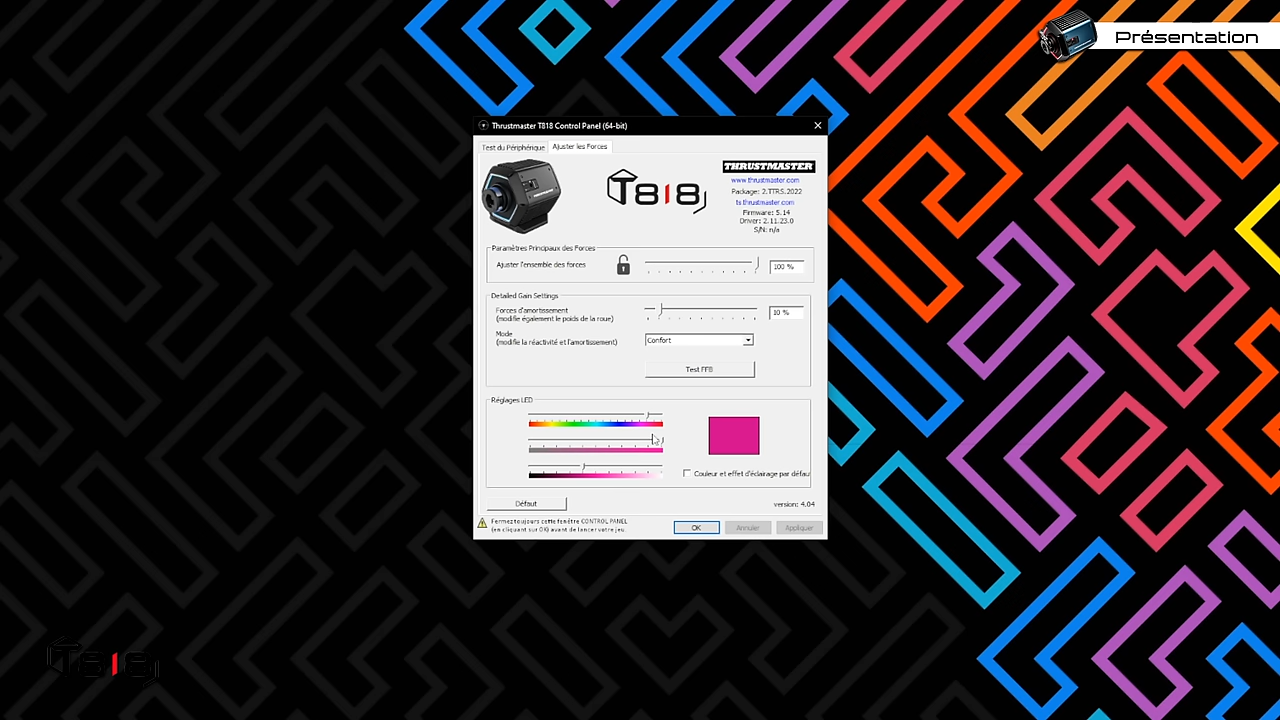 Présentation
Thrustmaster T818 Control Panel (64-bit)
Test du Périphérique
Ajuster les Forces
T818
THRUSTMASTER
www.thrustmaster.com
Package: 2.TTRS.2022
ts.thrustmaster.com
Firmware: 5.14
Driver: 2.11.23.0
S/N: n/a
Paramètres Principaux des Forces
Ajuster l'ensemble des forces
100 %
Detailed Gain Settings
Forces d'amortissement
(modifie également le poids de la roue)
10 %
Mode
(modifie la réactivité et l'amortissement)
Confort
Test FFB
Réglages LED
Couleur et effet d'éclairage par défau
Défaut
version: 4.04
Fermez toujours cette fenêtre CONTROL PANEL
(en cliquant sur OK) avant de lancer votre jeu.
OK
Annuler
Appliquer
T818